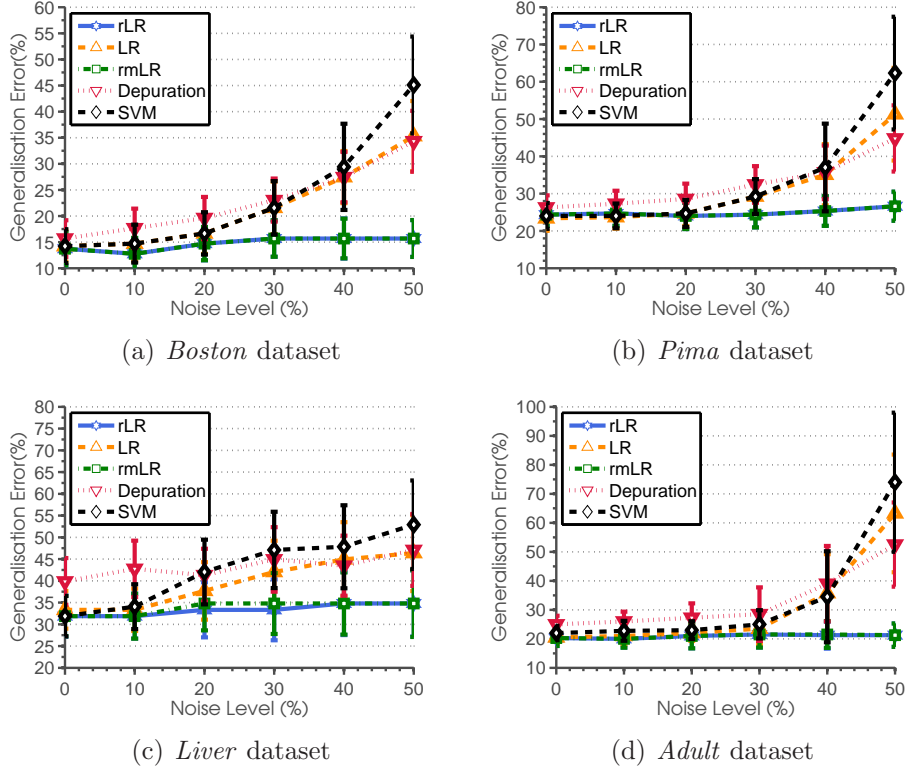 Generalisation Error(%)
60
55
50
45
40
35
30
25
20
15
10
0
10
20
30
40
50
Noise Level (%)
rLR
LR
rmLR
Depuration
SVM
(a) Boston dataset
Generalisation Error(%)
80
70
60
50
40
30
20
10
0
10
20
30
40
50
Noise Level (%)
rLR
LR
rmLR
Depuration
SVM
(b) Pima dataset
Generalisation Error(%)
80
75
70
65
60
55
50
45
40
35
30
25
20
0
10
20
30
40
50
Noise Level (%)
rLR
LR
rmLR
Depuration
SVM
(c) Liver dataset
Generalisation Error(%)
100
90
80
70
60
50
40
30
20
10
0
10
20
30
40
50
Noise Level (%)
rLR
LR
rmLR
Depuration
SVM
(d) Adult dataset